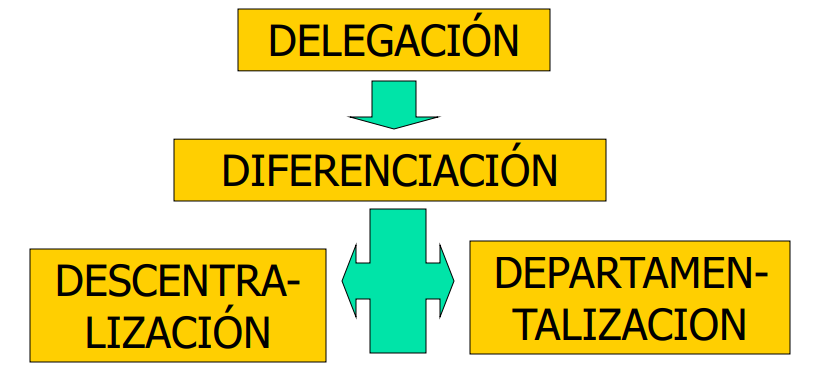 DELEGACIÓN
DIFERENCIACIÓN
DESCENTRA-
LIZACIÓN
DEPARTAMEN-
TALIZACION